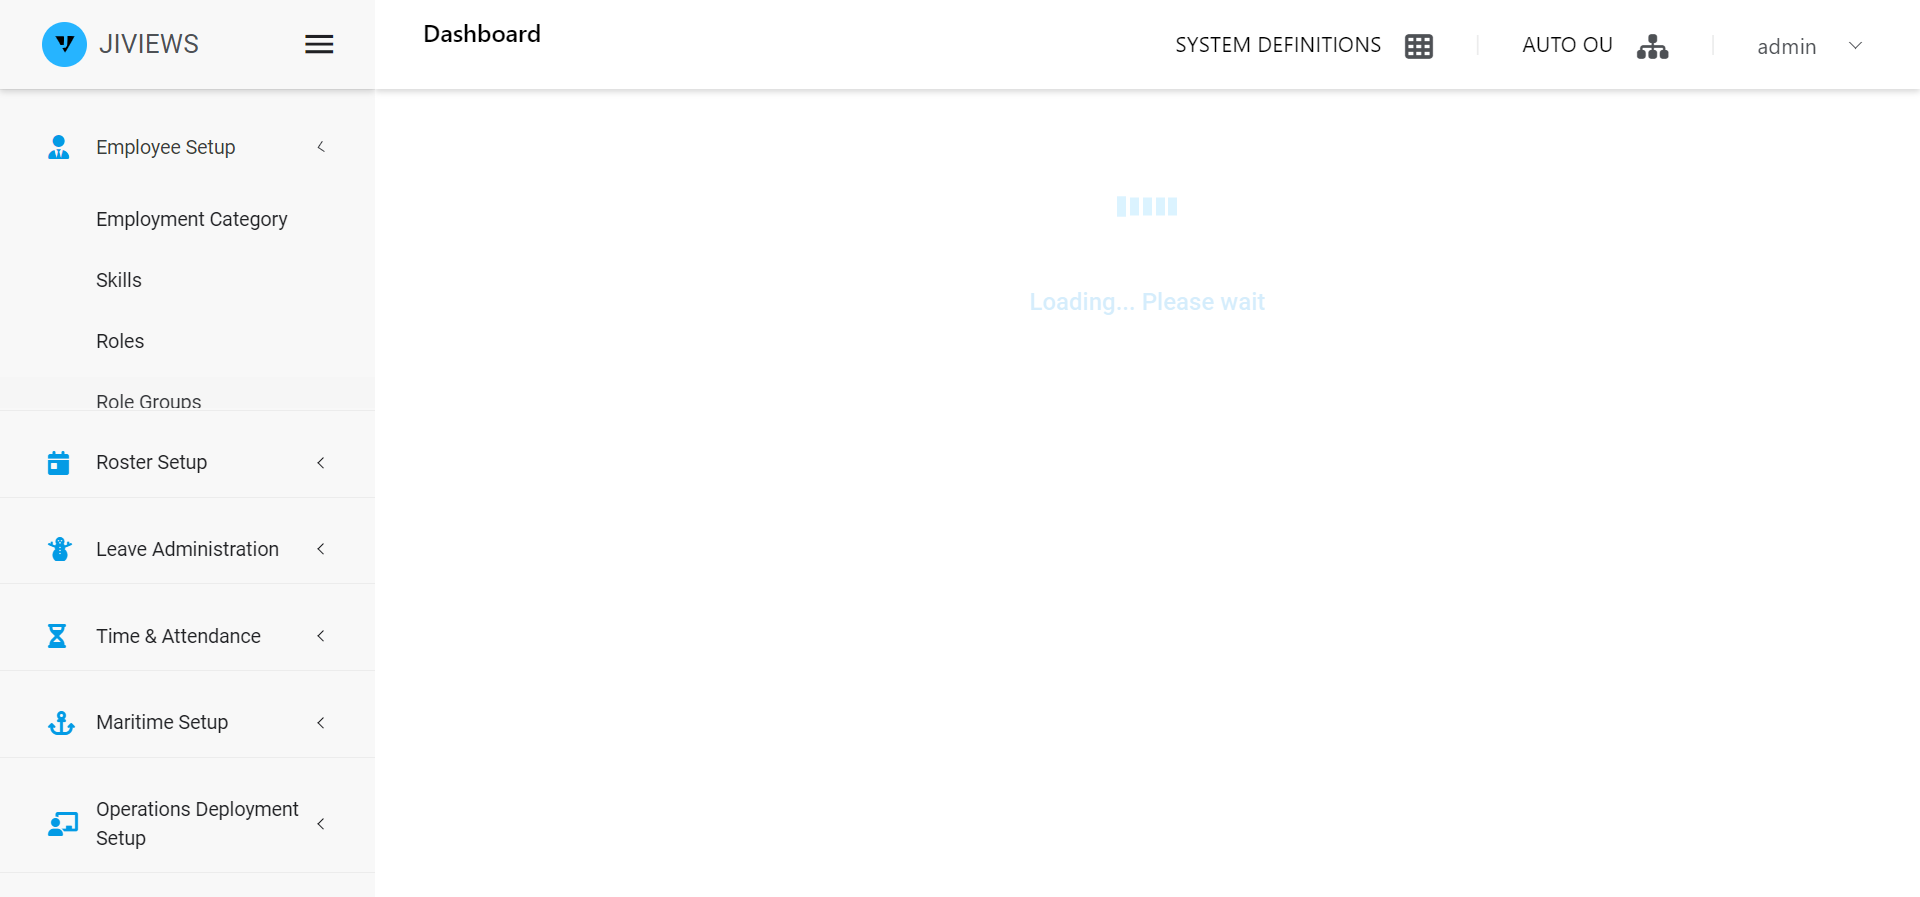 JIVIEWS
Dashboard
SYSTEM DEFINITIONS
AUTO OU
admin
Employee Setup
Employment Category
Skills
Roles
Role Groups
Roster Setup
Leave Administration
Time & Attendance
Maritime Setup
Operations Deployment
Setup
Loading... Please wait